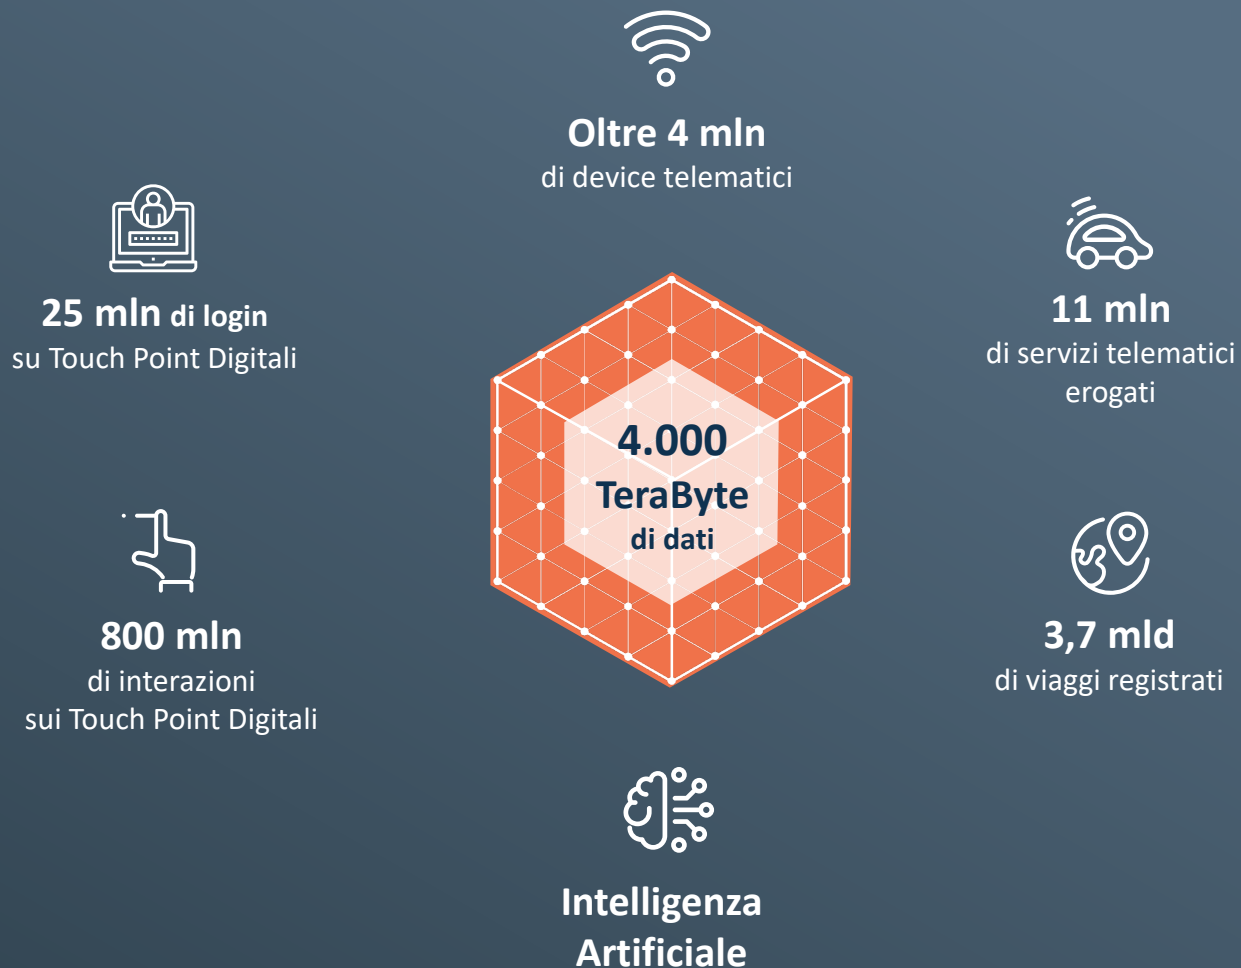 Oltre 4 mln
di device telematici
25 mln di login
su Touch Point Digitali
11 mln
di servizi telematici
erogati
4.000
TeraByte
di dati
800 mln
di interazioni
sui Touch Point Digitali
3,7 mld
di viaggi registrati
Intelligenza
Artificiale